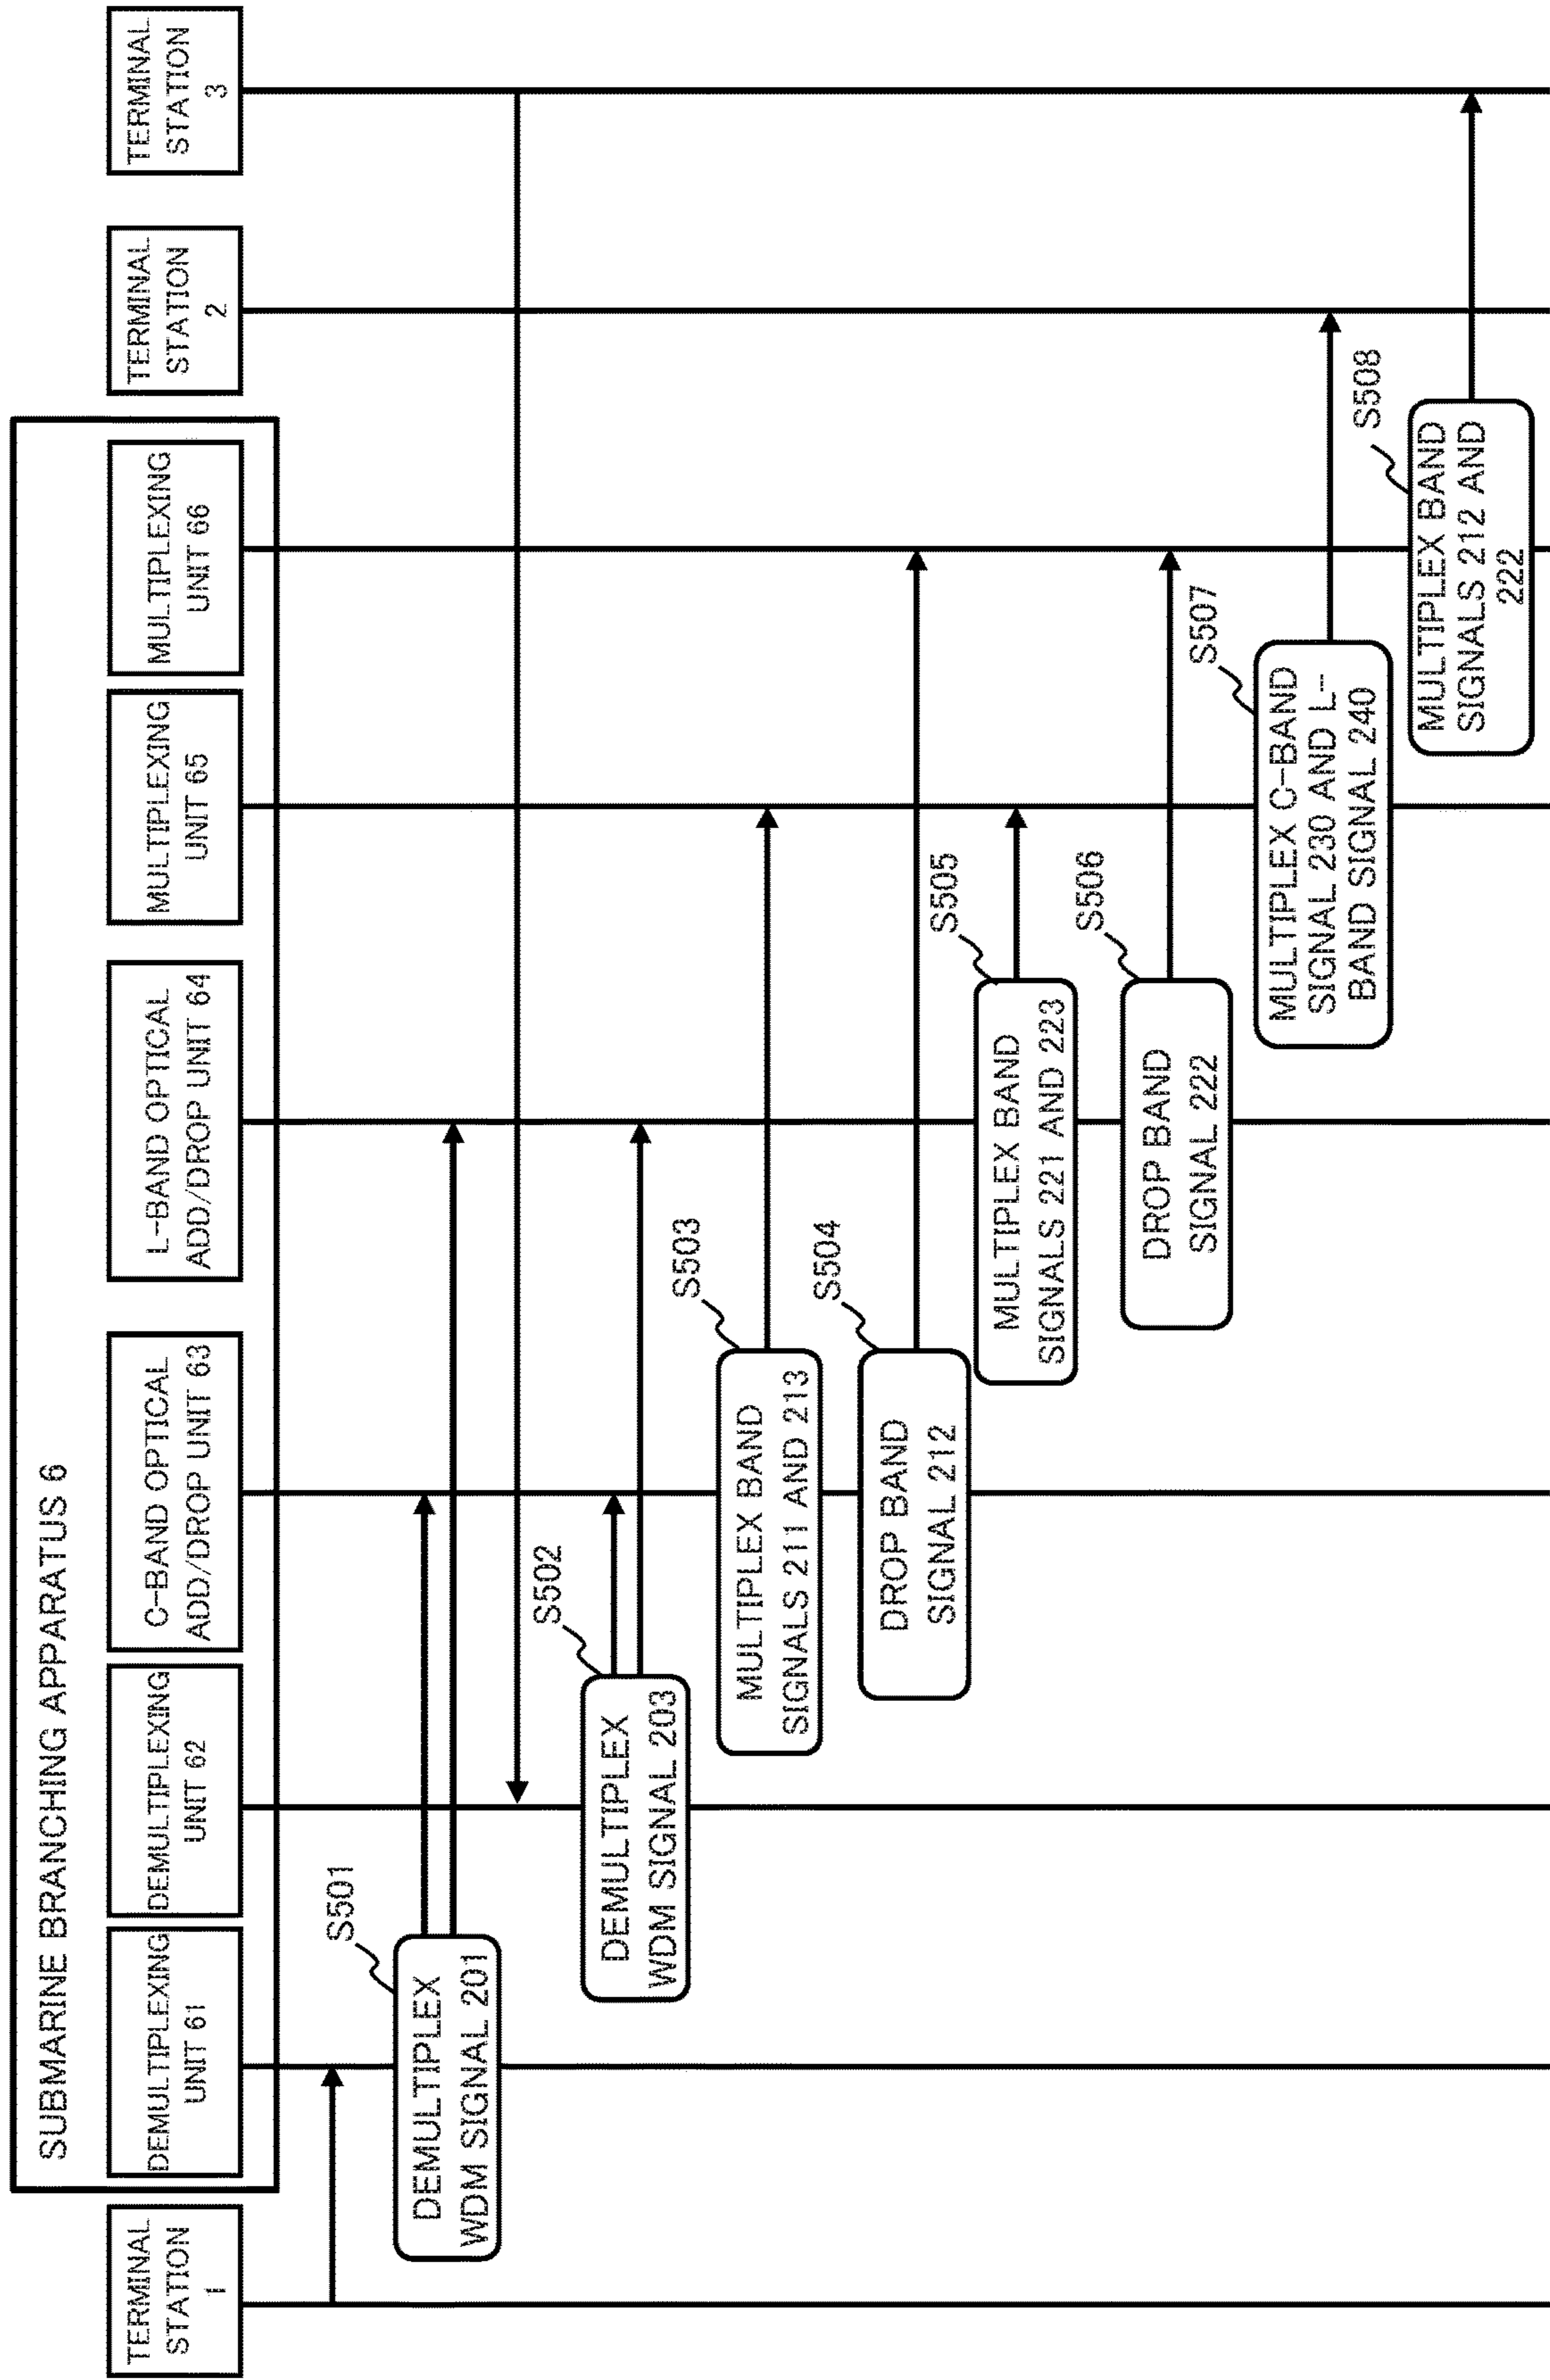 SUBMARINE BRANCHING APPARATUS 6
TERMINAL
STATION
1
DEMULTIPLEXING
UNIT 61
DEMULTIPLEXING
UNIT 62
C-BAND OPTICAL
ADD/DROP UNIT 63
L-BAND OPTICAL
ADD/DROP UNIT 64
MULTIPLEXING
UNIT 65
MULTIPLEXING
UNIT 66
TERMINAL
STATION
2
TERMINAL
STATION
3
S501
DEMULTIPLEX
WDM SIGNAL 201
S502
DEMULTIPLEX
WDM SIGNAL 203
S503
MULTIPLEX BAND
SIGNALS 211 AND 213
S504
DROP BAND
SIGNAL 212
S505
MULTIPLEX BAND
SIGNALS 221 AND 223
S506
DROP BAND
SIGNAL 222
S507
MULTIPLEX C-BAND
SIGNAL 230 AND L-
BAND SIGNAL 240
S508
MULTIPLEX BAND
SIGNALS 212 AND
222